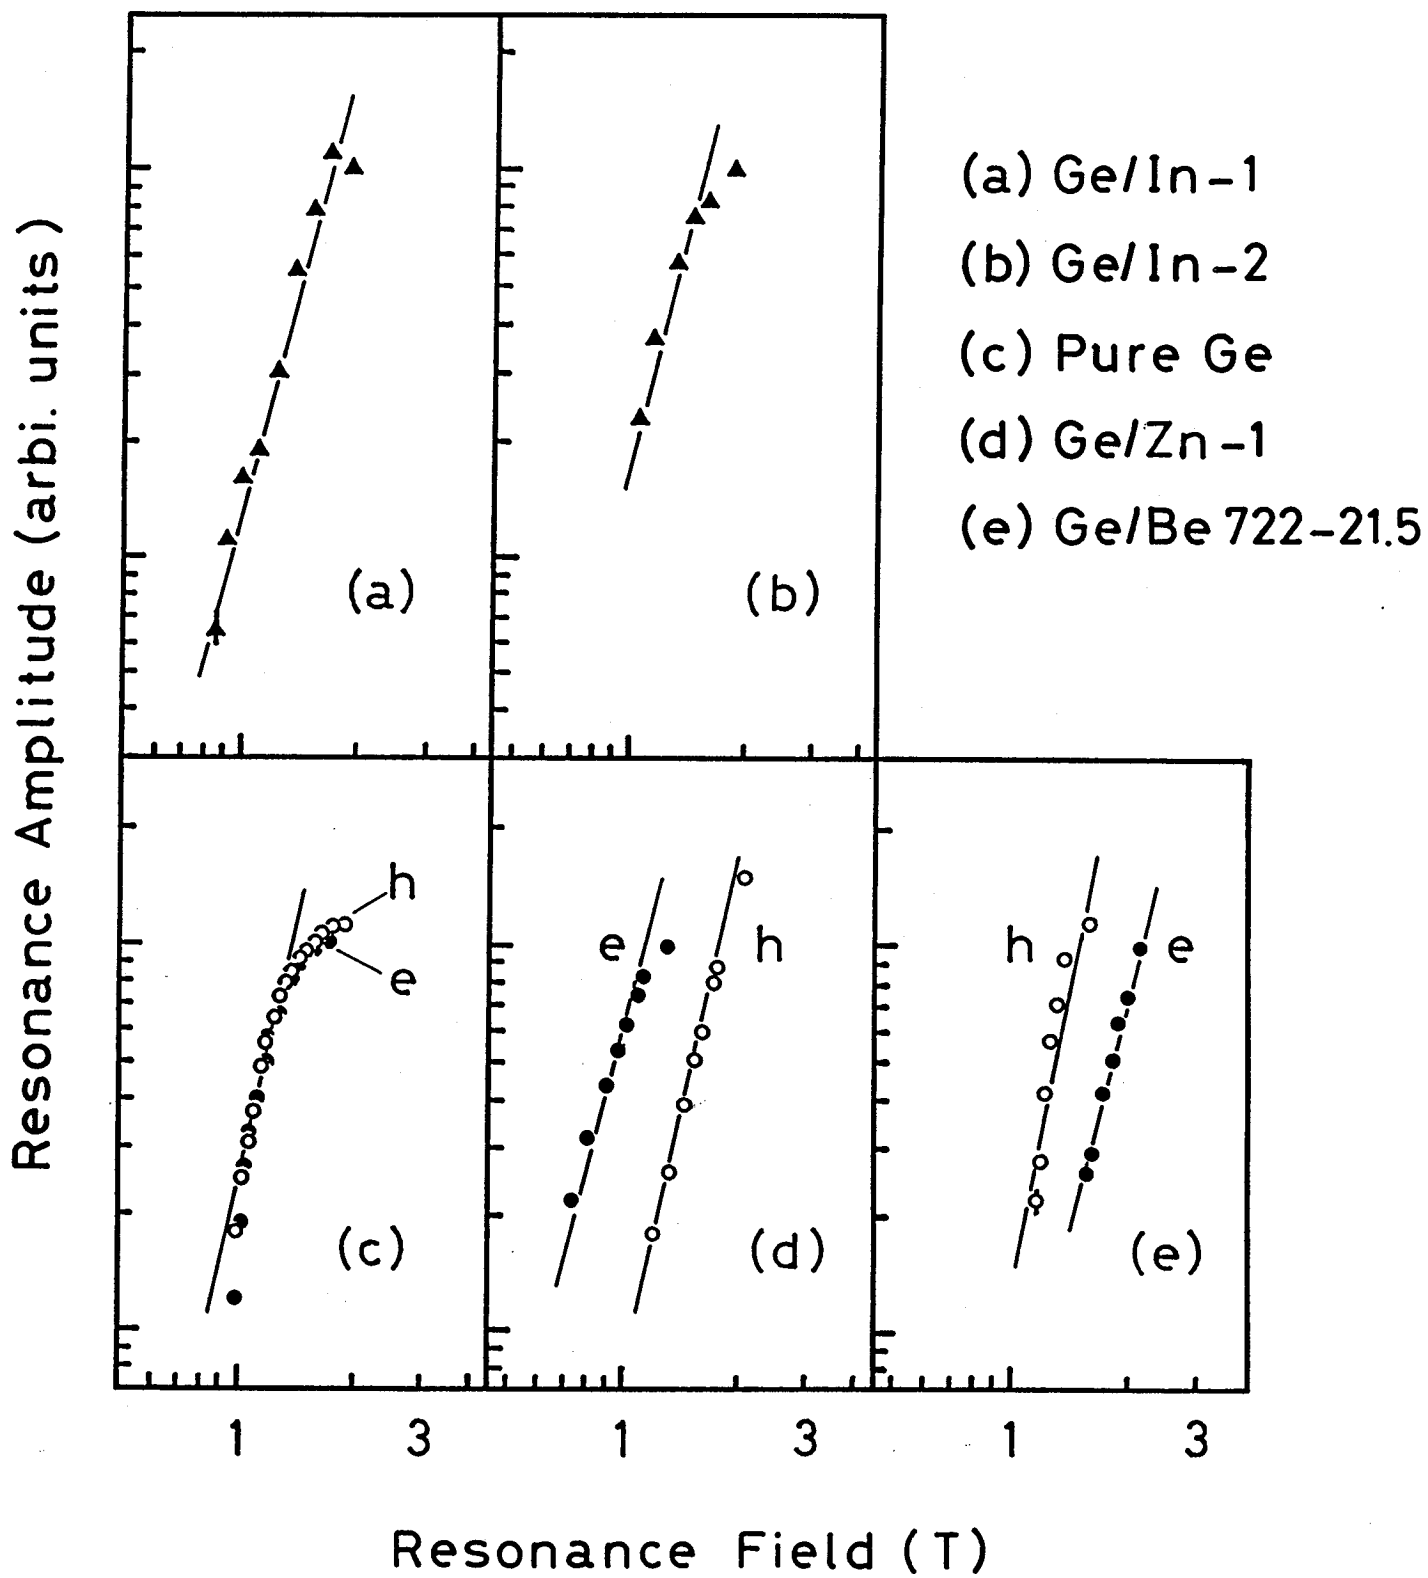 Resonance Amplitude (arbi. units)
(a) Ge/In-1
(b) Ge/In-2
(c) Pure Ge
(d) Ge/Zn-1
(e) Ge/Be 722-21.5
(a)
(b)
h
e
(c)
e
h
(d)
h
e
(e)
1 3 1 3 1 3
Resonance Field (T)